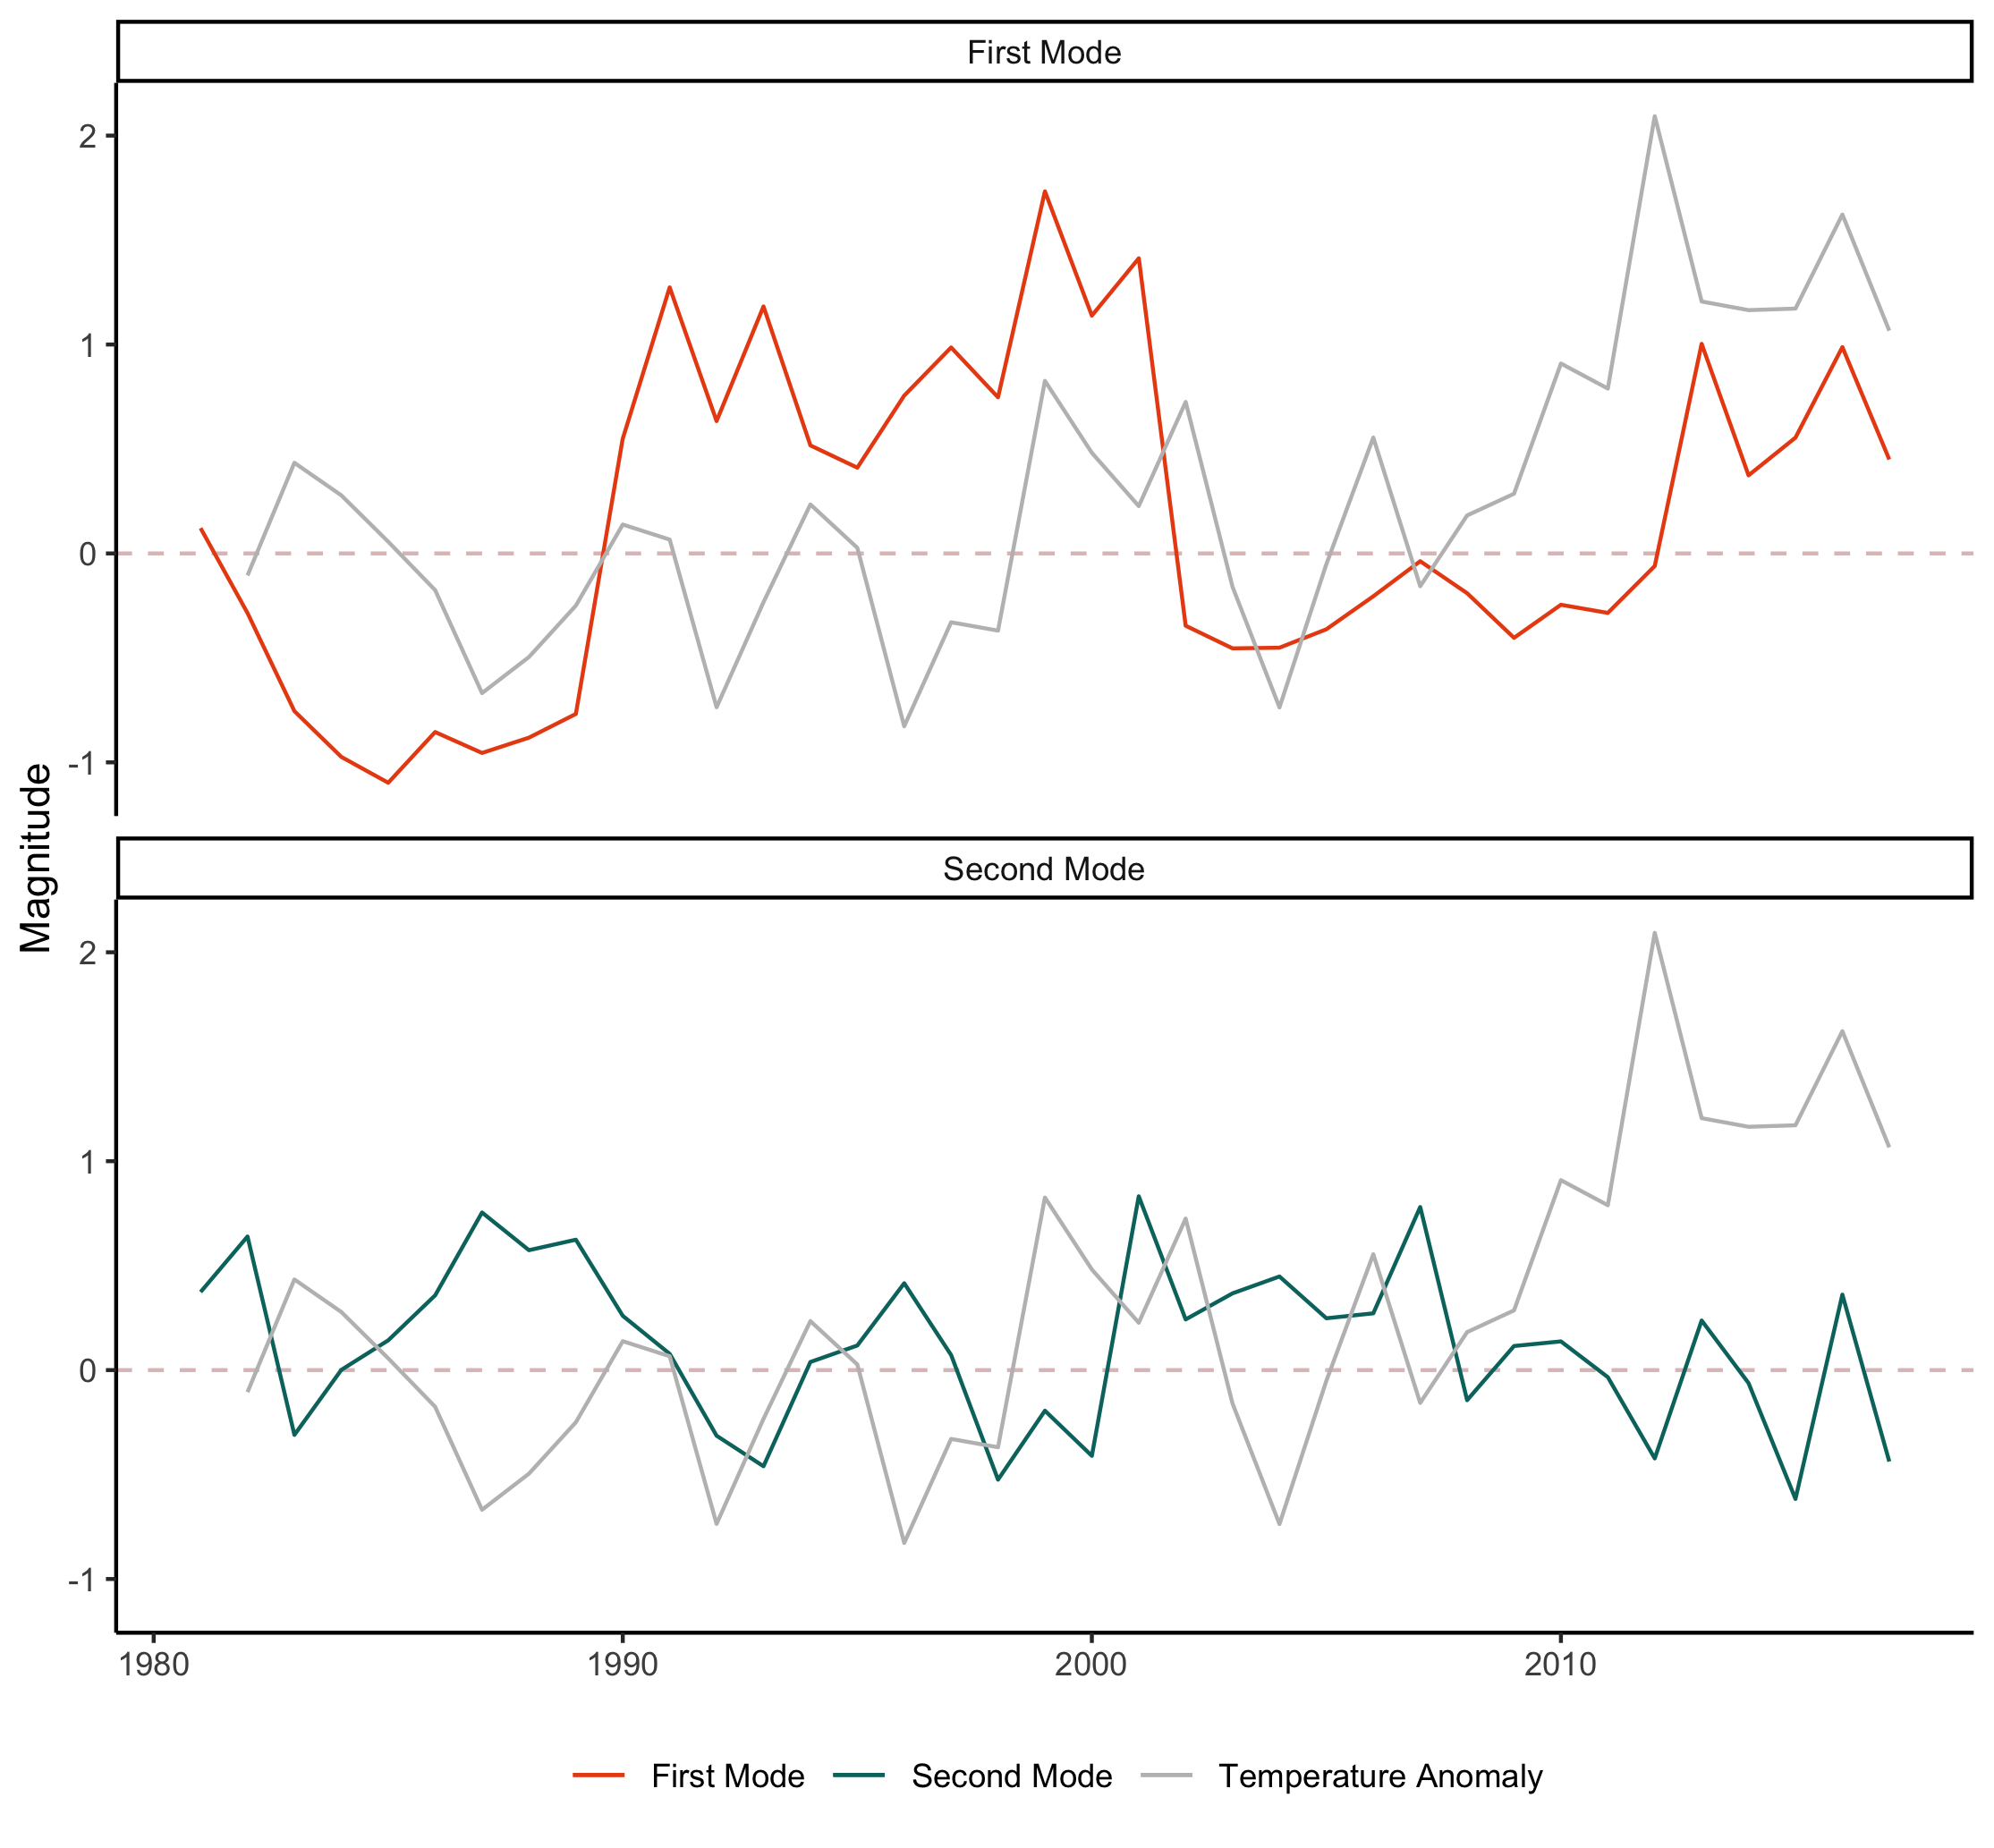 First Mode
2
1
0
-1
Magnitude
Second Mode
2
1
0
-1
1980 1990 2000 2010
First Mode Second Mode Temperature Anomaly